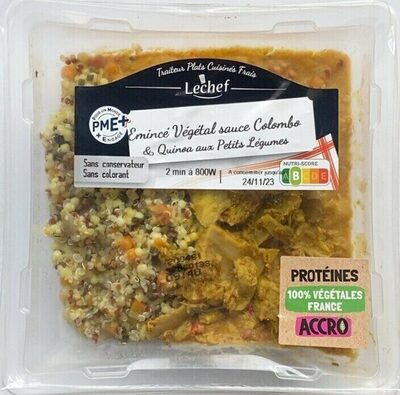 Traiteur Plats Cuisinés Frais
Lechef
PME+
ENGAGÉ
Emincé Végétal sauce Colombo
& Quinoa aux Petits Légumes
Sans conservateur
Sans colorant
2 min à 800W
A consommer jusqu'au
24/11/23
NUTRI-SCORE
A B C D E
PROTÉINES
100% VÉGÉTALES
FRANCE
ACCRO